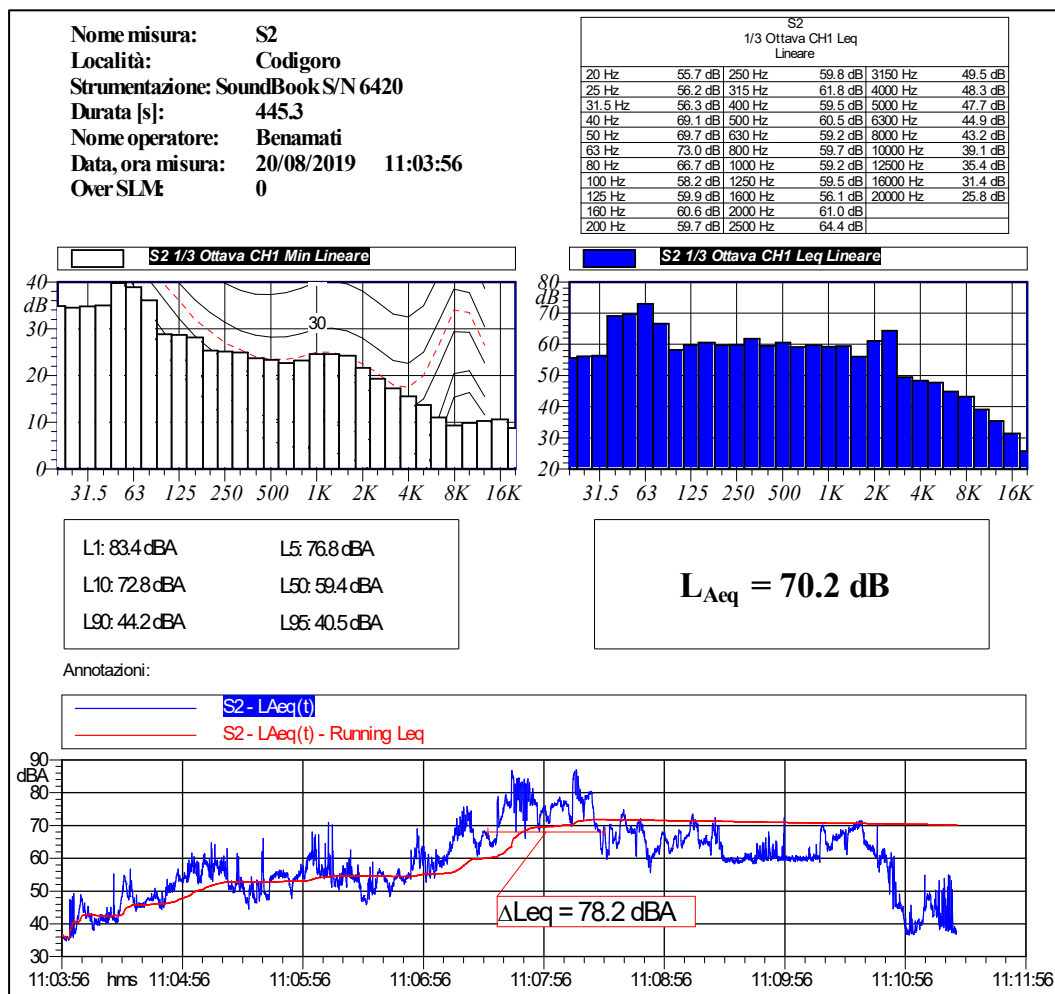 Nome misura: S2
Località: Codigoro
Strumentazione: SoundBook S/N 6420
Durata [s]: 445.3
Nome operatore: Benamati
Data, ora misura: 20/08/2019 11:03:56
Over SLM: 0
S2
1/3 Ottava CH1 Leq
Lineare
20 Hz 55.7 dB 250 Hz 59.8 dB 3150 Hz 49.5 dB
25 Hz 56.2 dB 315 Hz 61.8 dB 4000 Hz 48.3 dB
31.5 Hz 56.3 dB 400 Hz 59.5 dB 5000 Hz 47.7 dB
40 Hz 69.1 dB 500 Hz 60.5 dB 6300 Hz 44.9 dB
50 Hz 69.7 dB 630 Hz 59.2 dB 8000 Hz 43.2 dB
63 Hz 73.0 dB 800 Hz 59.7 dB 10000 Hz 39.1 dB
80 Hz 66.7 dB 1000 Hz 59.2 dB 12500 Hz 35.4 dB
100 Hz 58.2 dB 1250 Hz 59.5 dB 16000 Hz 31.4 dB
125 Hz 59.9 dB 1600 Hz 56.1 dB 20000 Hz 25.8 dB
160 Hz 60.6 dB 2000 Hz 61.0 dB
200 Hz 59.7 dB 2500 Hz 64.4 dB
S2 1/3 Ottava CH1 Min Lineare
40
dB
30
20
10
0
30
31.5 63 125 250 500 1K 2K 4K 8K 16K
S2 1/3 Ottava CH1 Leq Lineare
80
dB
70
60
50
40
30
20
31.5 63 125 250 500 1K 2K 4K 8K 16K
L1: 83.4 dBA L5: 76.8 dBA
L10: 72.8 dBA L50: 59.4 dBA
L90: 44.2 dBA L95: 40.5 dBA
LAeq = 70.2 dB
Annotazioni:
S2 - LAeq(t)
S2 - LAeq(t) - Running Leq
90
dBA
80
70
60
50
40
30
ΔLeq = 78.2 dBA
11:03:56 hms 11:04:56 11:05:56 11:06:56 11:07:56 11:08:56 11:09:56 11:10:56 11:11:56